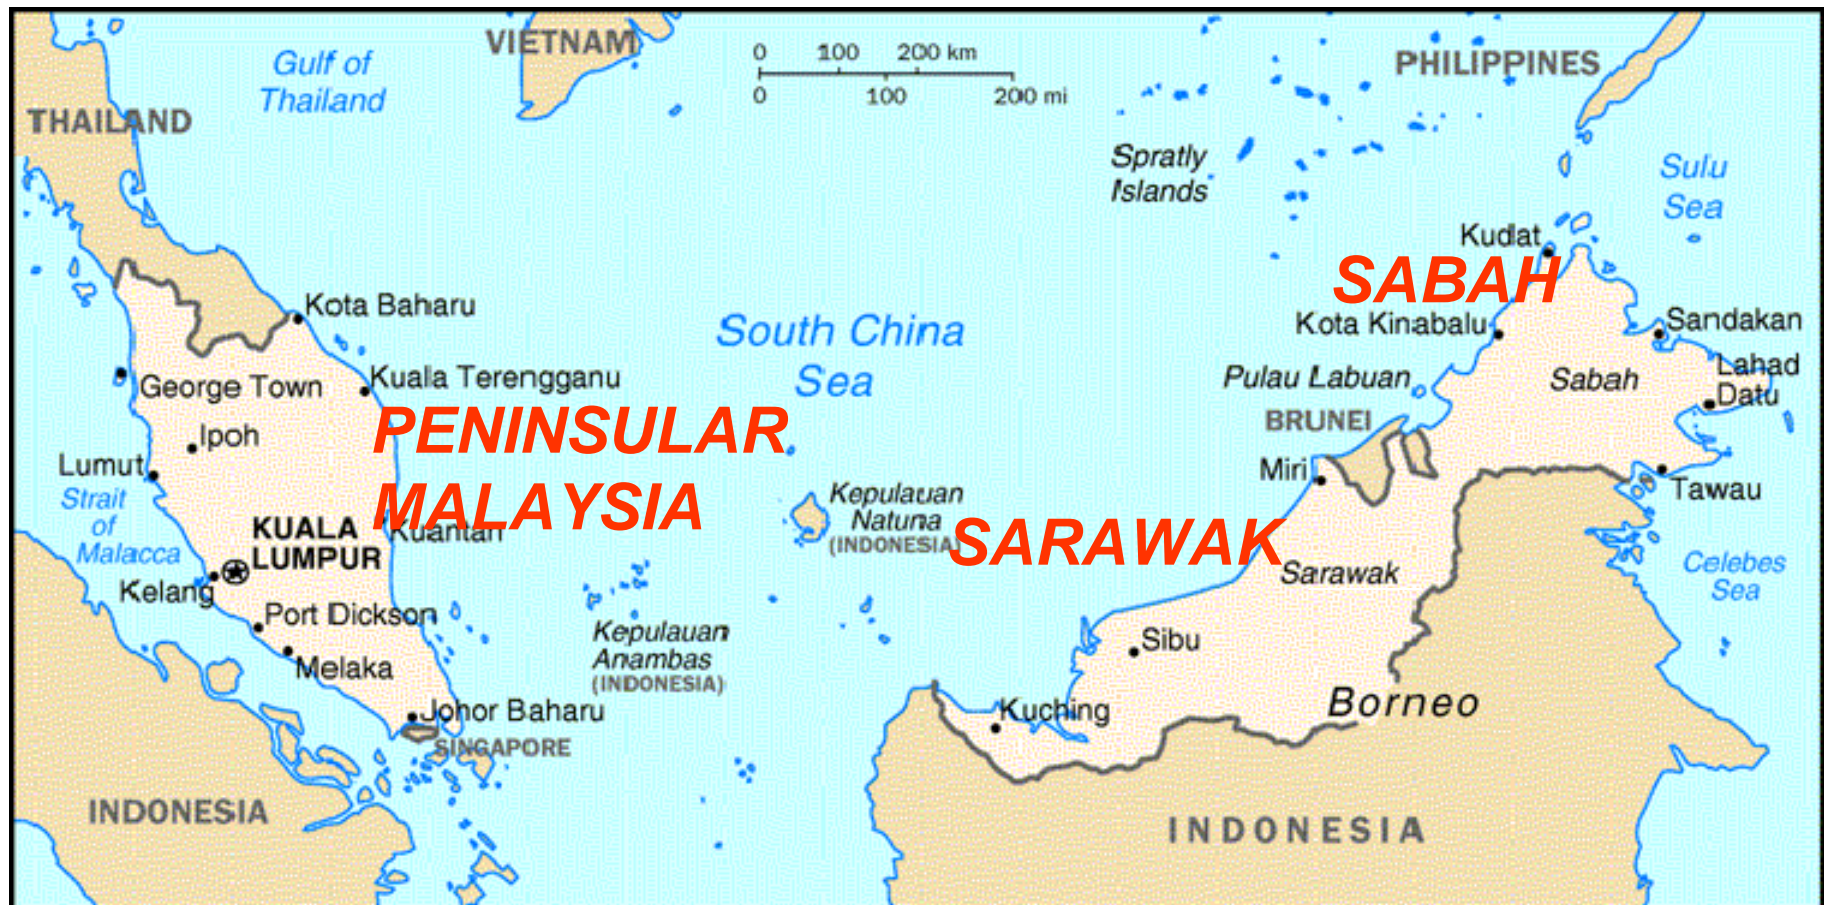 VIETNAM
0 100 200 km
0 100 200 mi
PHILIPPINES
Gulf of
Thailand
THAILAND
Spratly
Islands
Sulu
Sea
Kudlat
SABAH
Kota Baharu
Kota Kinabalu
Sandakan
South China
Sea
Lahad
Datu
George Town
Kuala Terengganu
Pulau Labuan
Sabah
BRUNEI
PENINSULAR
MALAYSIA
Ipoh
Lumut
Strait
of
Malacca
Miri
Tawau
Kepulauan
Natuna
(INDONESIA)
KUALA
LUMPUR
Kuantan
SARAWAK
Sarawak
Celebes
Sea
Kelang
Port Dickson
Melaka
Kepulauan
Anambas
(INDONESIA)
Sibu
Johor Baharu
SINGAPORE
Kuching
Borneo
INDONESIA
INDONESIA